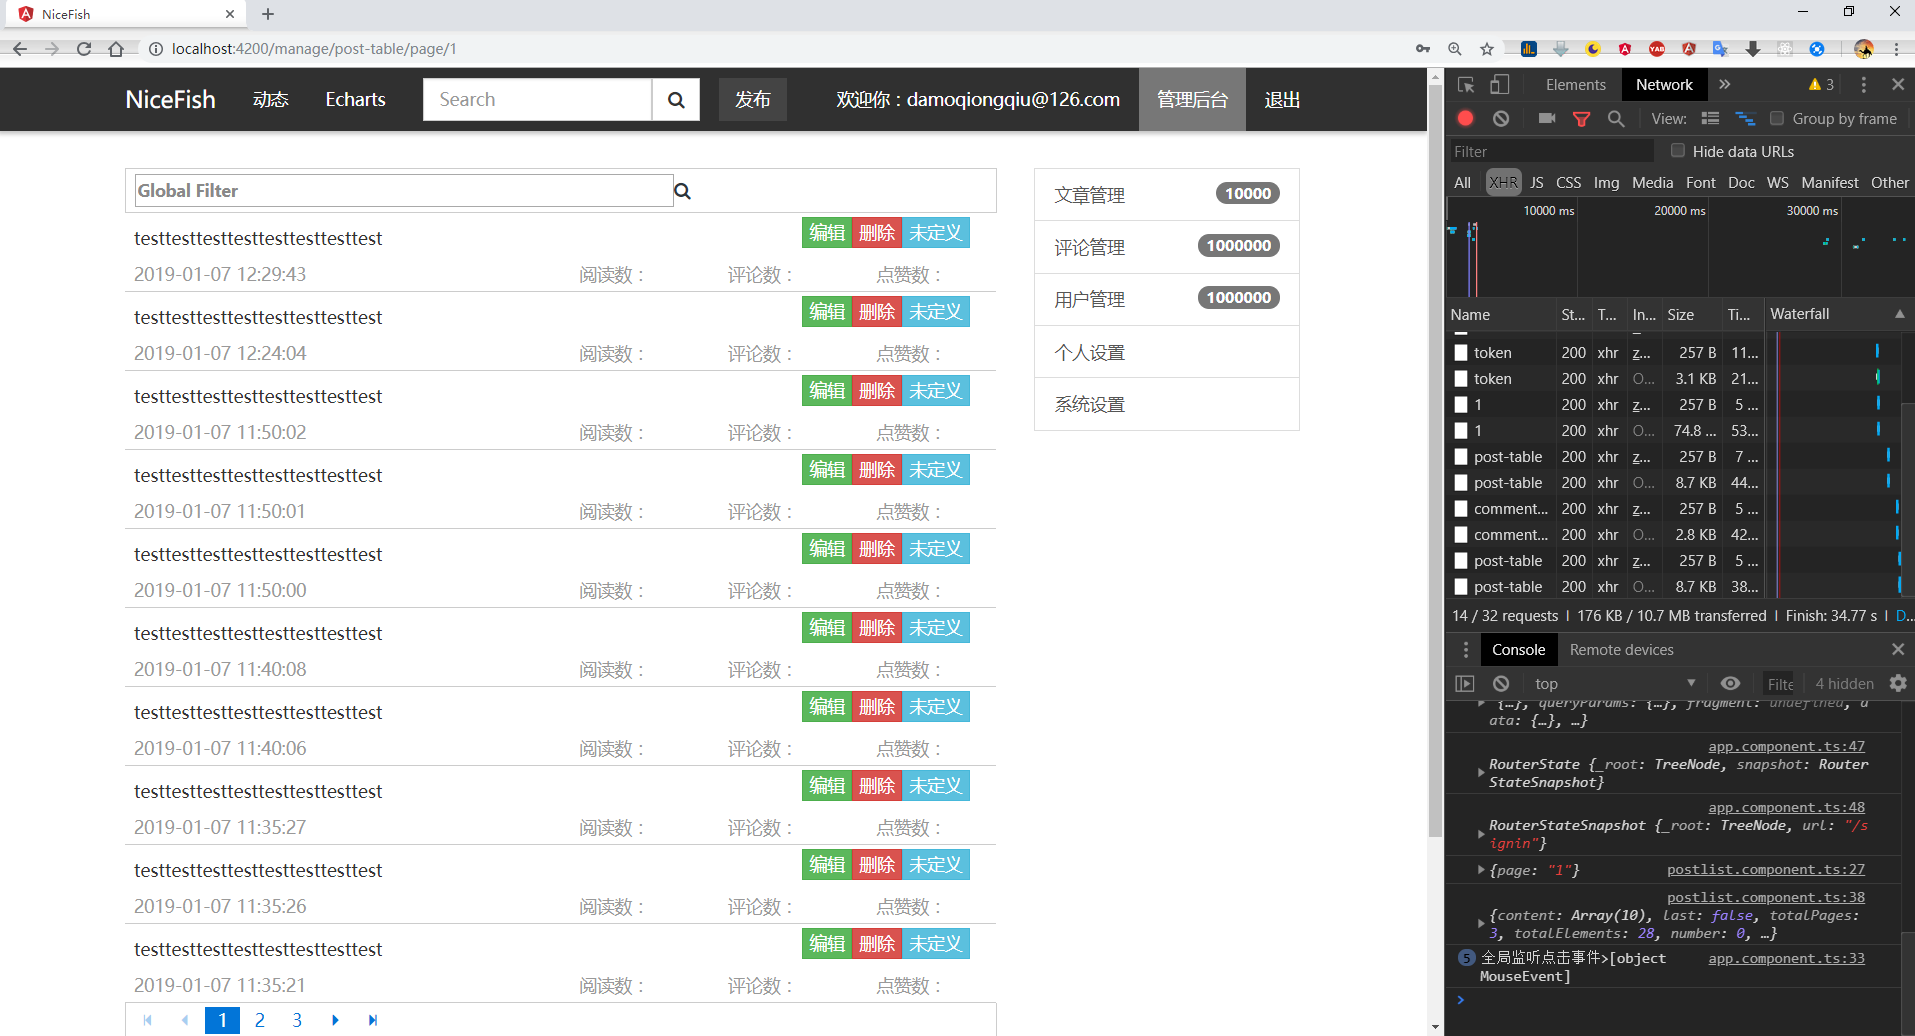 NiceFish
localhost:4200/manage/post-table/page/1
NiceFish 动态 Echarts Search 发布 欢迎你：damoqiongqiu@126.com 管理后台 退出
Global Filter
testtesttesttesttesttesttest 编辑 删除 未定义
2019-01-07 12:29:43 阅读数： 评论数： 点赞数：
testtesttesttesttesttesttest 编辑 删除 未定义
2019-01-07 12:24:04 阅读数： 评论数： 点赞数：
testtesttesttesttesttesttest 编辑 删除 未定义
2019-01-07 11:50:02 阅读数： 评论数： 点赞数：
testtesttesttesttesttesttest 编辑 删除 未定义
2019-01-07 11:50:01 阅读数： 评论数： 点赞数：
testtesttesttesttesttesttest 编辑 删除 未定义
2019-01-07 11:50:00 阅读数： 评论数： 点赞数：
testtesttesttesttesttesttest 编辑 删除 未定义
2019-01-07 11:40:08 阅读数： 评论数： 点赞数：
testtesttesttesttesttesttest 编辑 删除 未定义
2019-01-07 11:40:06 阅读数： 评论数： 点赞数：
testtesttesttesttesttesttest 编辑 删除 未定义
2019-01-07 11:35:27 阅读数： 评论数： 点赞数：
testtesttesttesttesttesttest 编辑 删除 未定义
2019-01-07 11:35:26 阅读数： 评论数： 点赞数：
testtesttesttesttesttesttest 编辑 删除 未定义
2019-01-07 11:35:21 阅读数： 评论数： 点赞数：
1 2 3
文章管理 10000
评论管理 1000000
用户管理 1000000
个人设置
系统设置
Elements Network » 3
View: Group by frame
Filter Hide data URLs
All XHR JS CSS Img Media Font Doc WS Manifest Other
10000 ms 20000 ms 30000 ms
Name St... T... In... Size Ti... Waterfall
token 200 xhr z... 257 B 11...
token 200 xhr O... 3.1 KB 21...
1 200 xhr z... 257 B 5 ...
1 200 xhr O... 74.8 ... 53...
post-table 200 xhr z... 257 B 7 ...
post-table 200 xhr O... 8.7 KB 44...
comment... 200 xhr z... 257 B 5 ...
comment... 200 xhr O... 2.8 KB 42...
post-table 200 xhr z... 257 B 5 ...
post-table 200 xhr O... 8.7 KB 38...
14 / 32 requests | 176 KB / 10.7 MB transferred | Finish: 34.77 s | D...
Console Remote devices
top Filte 4 hidden
{…}, queryParams: {…}, fragment: undefined, d
ata: {…}, …}
app.component.ts:47
RouterState {_root: TreeNode, snapshot: Router
StateSnapshot}
app.component.ts:48
RouterStateSnapshot {_root: TreeNode, url: "/s
ignin"}
{page: "1"} postlist.component.ts:27
postlist.component.ts:38
{content: Array(10), last: false, totalPages:
3, totalElements: 28, number: 0, …}
5 全局监听点击事件>[object app.component.ts:33
MouseEvent]